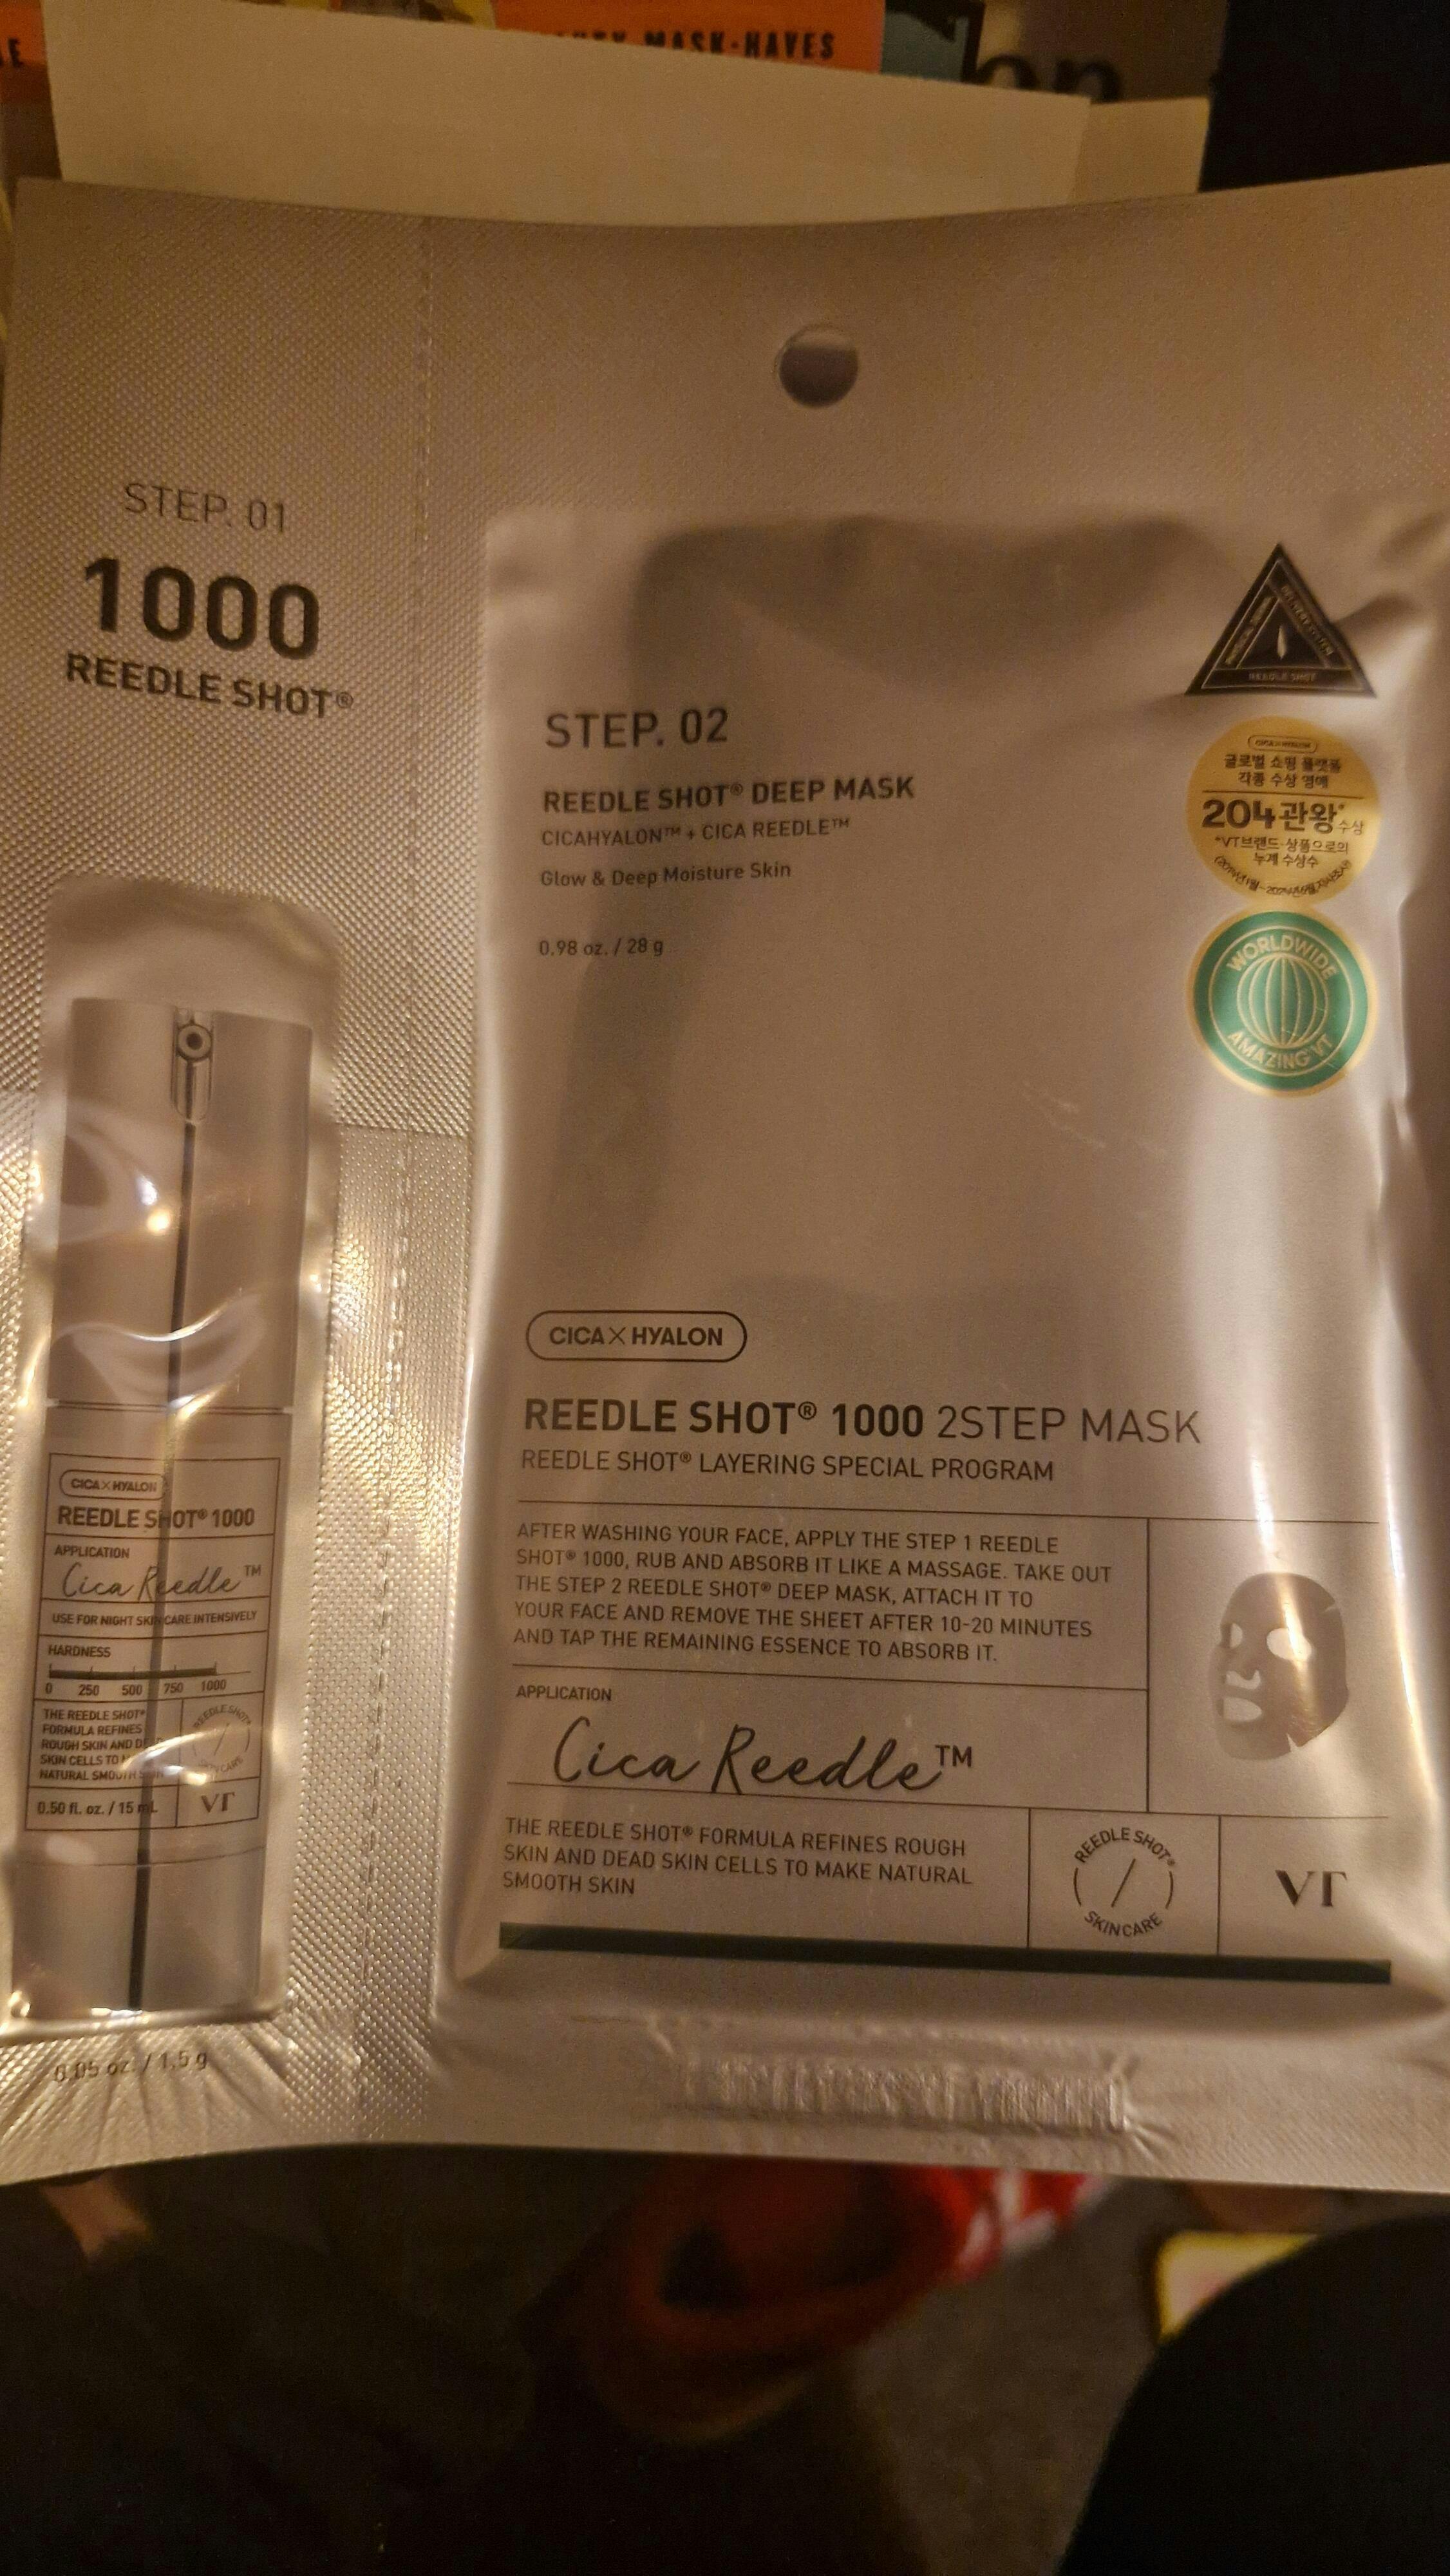 MASK-HAVES
STEP. 01
1000
REEDLE SHOT®
CICA×HYALON
REEDLE SHOT® 1000
APPLICATION
Cica Reedle™
USE FOR NIGHT SKIN CARE INTENSIVELY
HARDNESS
0 250 500 750 1000
THE REEDLE SHOT®
FORMULA REFINES
ROUGH SKIN AND
SKIN CELLS TO
NATURAL SMOOTH
REEDLE SHOT®
0.50 fl. oz. / 15 mL
VT
0.05 oz. / 1.5 g
STEP. 02
REEDLE SHOT® DEEP MASK
CICAHYALON™ + CICA REEDLE™
Glow & Deep Moisture Skin
0.98 oz. / 28 g
REEDLE SHOT
CICA×HYALON
글로벌 쇼핑 플랫폼
각종 수상 영예
204관왕* 수상
*VT브랜드·상품으로의
누계 수상수
WORLDWIDE
AMAZING VT
CICA×HYALON
REEDLE SHOT® 1000 2STEP MASK
REEDLE SHOT® LAYERING SPECIAL PROGRAM
AFTER WASHING YOUR FACE, APPLY THE STEP 1 REEDLE
SHOT® 1000, RUB AND ABSORB IT LIKE A MASSAGE. TAKE OUT
THE STEP 2 REEDLE SHOT® DEEP MASK, ATTACH IT TO
YOUR FACE AND REMOVE THE SHEET AFTER 10-20 MINUTES
AND TAP THE REMAINING ESSENCE TO ABSORB IT.
APPLICATION
Cica Reedle™
THE REEDLE SHOT® FORMULA REFINES ROUGH
SKIN AND DEAD SKIN CELLS TO MAKE NATURAL
SMOOTH SKIN
REEDLE SHOT®
SKINCARE
VT